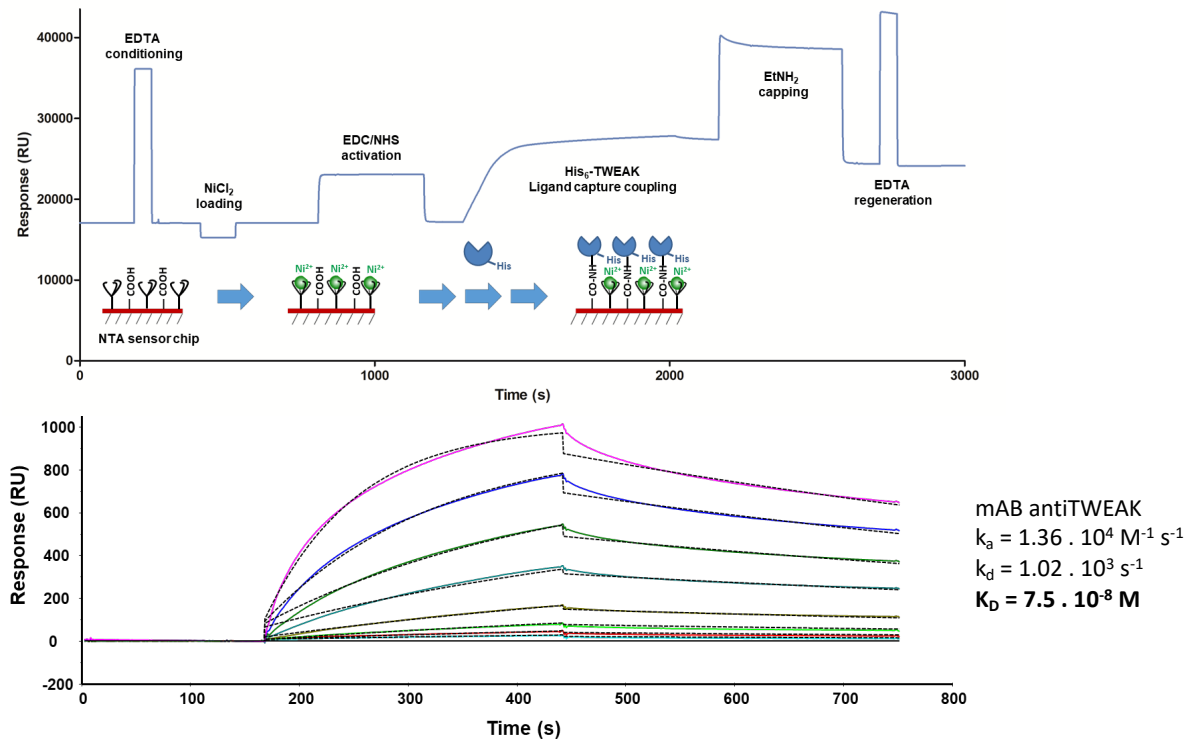 40000
30000
20000
10000
0
Response (RU)
EDTA
conditioning
NiCl2
loading
EDC/NHS
activation
His6-TWEAK
Ligand capture coupling
EtNH2
capping
EDTA
regeneration
COOH
COOH
NTA sensor chip
Ni2+
COOH
Ni2+
COOH
Ni2+
His
His
His
His
CO-NH
Ni2+
CO-NH
Ni2+
CO-NH
Ni2+
0
1000
2000
3000
Time (s)
1000
800
600
400
200
0
-200
Response (RU)
0
100
200
300
400
500
600
700
800
Time (s)
mAB antiTWEAK
ka = 1.36 . 10^4 M-1 s-1
kd = 1.02 . 10^3 s-1
KD = 7.5 . 10-8 M